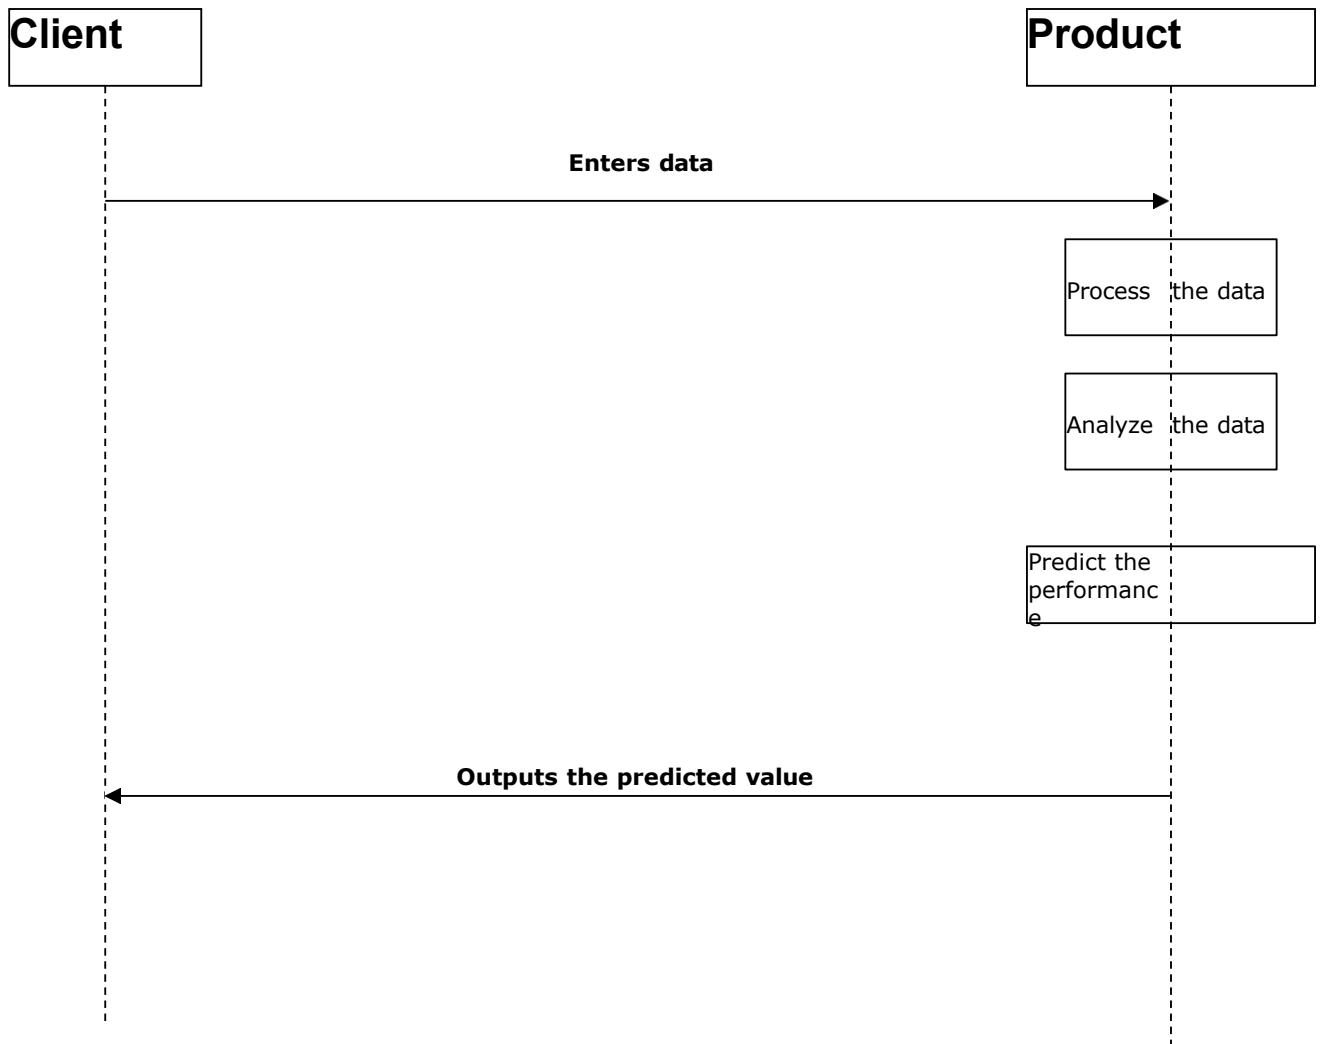 Client
Product
Enters data
Process the data
Analyze the data
Predict the
performanc
e
Outputs the predicted value